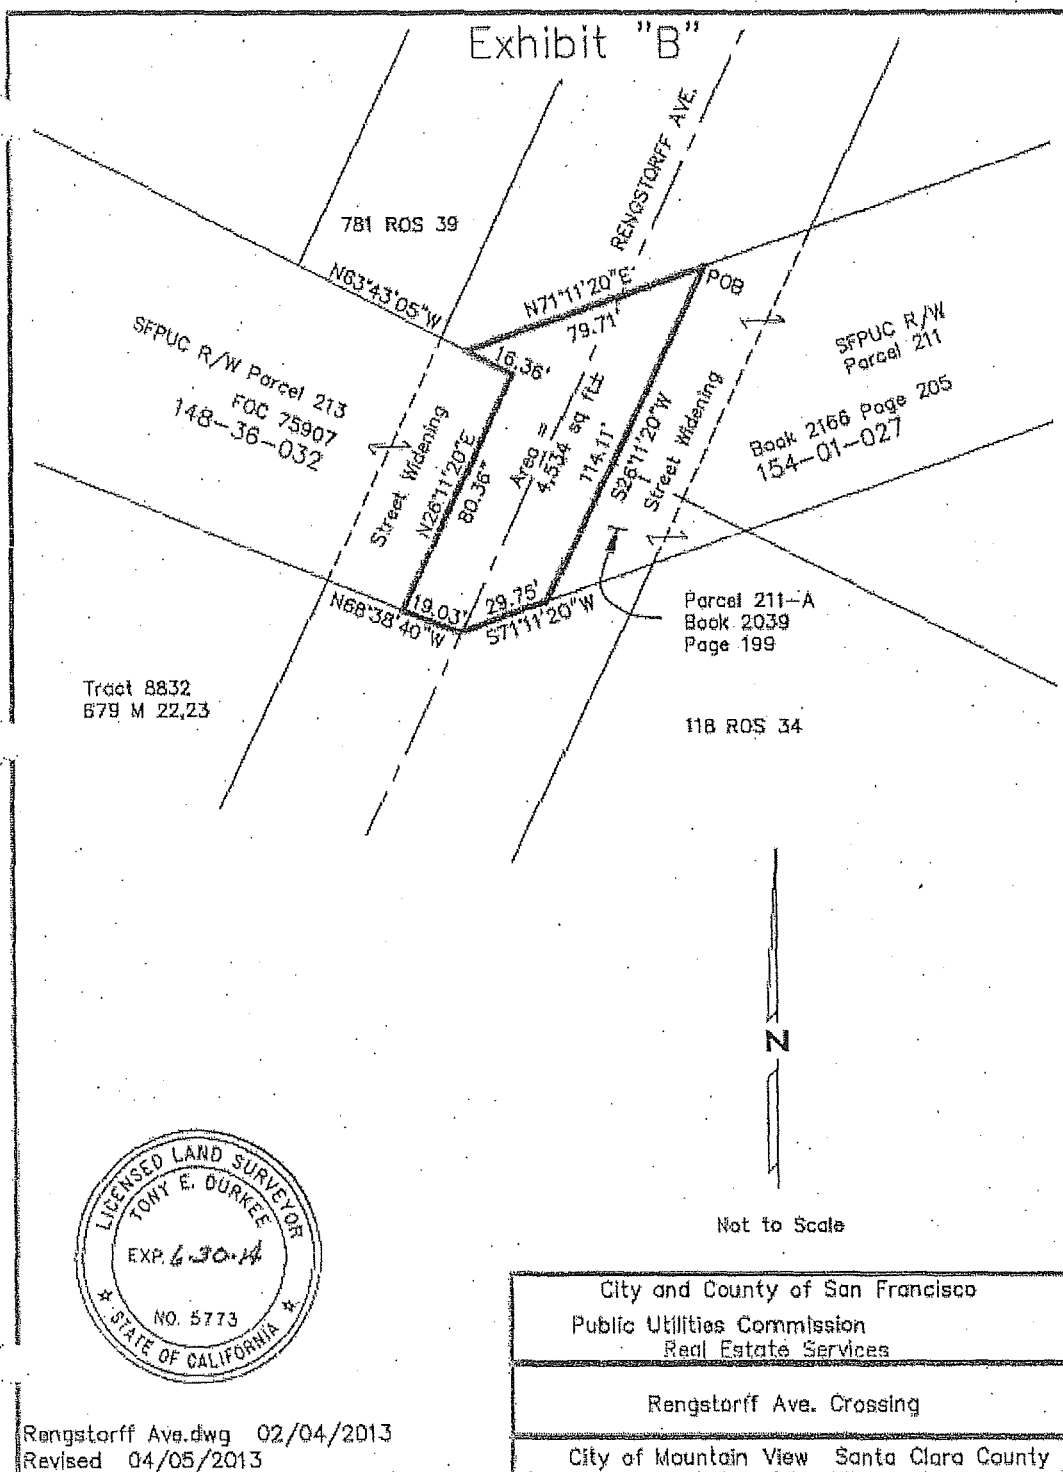 Exhibit "B"
RENGSTORFF AVE.
781 ROS 39
N63°43'05"W
N71°11'20"E
79.71'
POB
16.36'
SFPUC R/W Parcel 213
FOC 75907
148-36-032
SFPUC R/W
Parcel 211
Book 2166 Page 205
154-01-027
Street Widening
N26°11'20"E
80.36'
Area =
4,534 sq ft±
114.11'
S26°11'20"W
Street Widening
19.03'
N68°38'40"W
29.75'
S71°11'20"W
Parcel 211-A
Book 2039
Page 199
Tract 8832
679 M 22,23
118 ROS 34
N
Not to Scale
LICENSED LAND SURVEYOR
TONY E. DURKEE
EXP. 6-30-14
NO. 5773
STATE OF CALIFORNIA
City and County of San Francisco
Public Utilities Commission
Real Estate Services
Rengstorff Ave. Crossing
Rengstorff Ave.dwg 02/04/2013
Revised 04/05/2013
City of Mountain View Santa Clara County